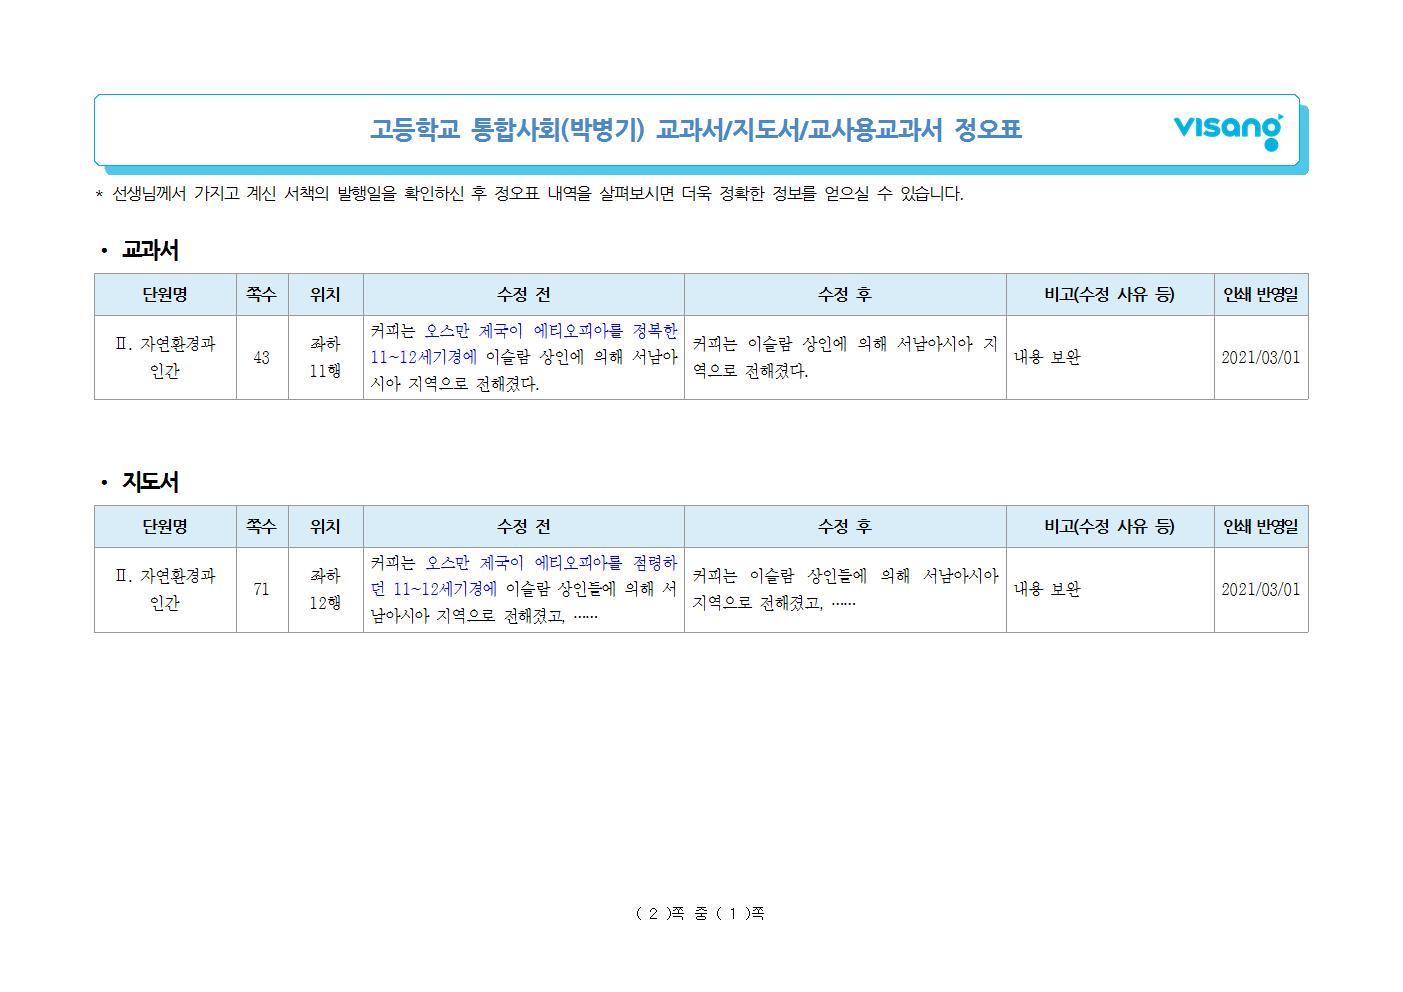 고등학교 통합사회(박병기) 교과서/지도서/교사용교과서 정오표
visang
* 선생님께서 가지고 계신 서책의 발행일을 확인하신 후 정오표 내역을 살펴보시면 더욱 정확한 정보를 얻으실 수 있습니다.
• 교과서
단원명 쪽수 위치 수정 전 수정 후 비고(수정 사유 등) 인쇄 반영일
Ⅱ. 자연환경과
인간
43
좌하
11행
커피는 오스만 제국이 에티오피아를 정복한
11~12세기경에 이슬람 상인에 의해 서남아
시아 지역으로 전해졌다.
커피는 이슬람 상인에 의해 서남아시아 지
역으로 전해졌다.
내용 보완
2021/03/01
• 지도서
단원명 쪽수 위치 수정 전 수정 후 비고(수정 사유 등) 인쇄 반영일
Ⅱ. 자연환경과
인간
71
좌하
12행
커피는 오스만 제국이 에티오피아를 점령하
던 11~12세기경에 이슬람 상인들에 의해 서
남아시아 지역으로 전해졌고, ……
커피는 이슬람 상인들에 의해 서남아시아
지역으로 전해졌고, ……
내용 보완
2021/03/01
( 2 )쪽 중 ( 1 )쪽